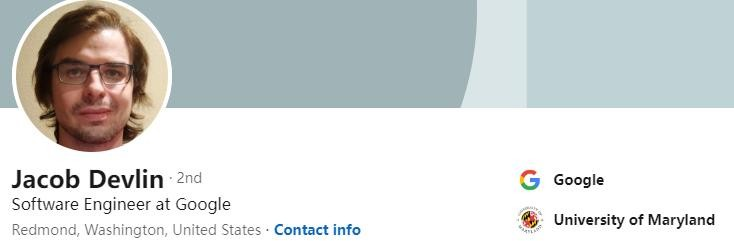 Jacob Devlin · 2nd
Software Engineer at Google
Redmond, Washington, United States · Contact info
Google
University of Maryland